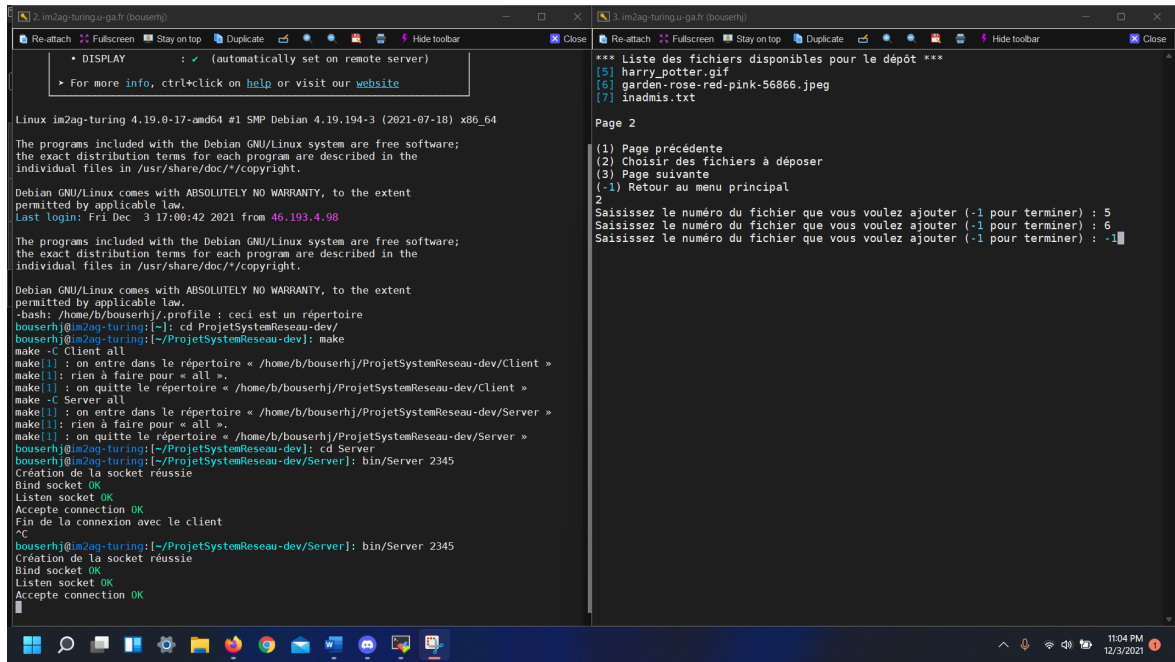 2. im2ag-turing.u-ga.fr (bouserhj)
Re-attach Fullscreen Stay on top Duplicate Hide toolbar Close
• DISPLAY : ✔ (automatically set on remote server)
➤ For more info, ctrl+click on help or visit our website
Linux im2ag-turing 4.19.0-17-amd64 #1 SMP Debian 4.19.194-3 (2021-07-18) x86_64
The programs included with the Debian GNU/Linux system are free software;
the exact distribution terms for each program are described in the
individual files in /usr/share/doc/*/copyright.
Debian GNU/Linux comes with ABSOLUTELY NO WARRANTY, to the extent
permitted by applicable law.
Last login: Fri Dec  3 17:00:42 2021 from 46.193.4.98
The programs included with the Debian GNU/Linux system are free software;
the exact distribution terms for each program are described in the
individual files in /usr/share/doc/*/copyright.
Debian GNU/Linux comes with ABSOLUTELY NO WARRANTY, to the extent
permitted by applicable law.
-bash: /home/b/bouserhj/.profile : ceci est un répertoire
bouserhj@im2ag-turing:[~]: cd ProjetSystemReseau-dev/
bouserhj@im2ag-turing:[~/ProjetSystemReseau-dev]: make
make -C Client all
make[1] : on entre dans le répertoire « /home/b/bouserhj/ProjetSystemReseau-dev/Client »
make[1]: rien à faire pour « all ».
make[1] : on quitte le répertoire « /home/b/bouserhj/ProjetSystemReseau-dev/Client »
make -C Server all
make[1] : on entre dans le répertoire « /home/b/bouserhj/ProjetSystemReseau-dev/Server »
make[1]: rien à faire pour « all ».
make[1] : on quitte le répertoire « /home/b/bouserhj/ProjetSystemReseau-dev/Server »
bouserhj@im2ag-turing:[~/ProjetSystemReseau-dev]: cd Server
bouserhj@im2ag-turing:[~/ProjetSystemReseau-dev/Server]: bin/Server 2345
Création de la socket réussie
Bind socket OK
Listen socket OK
Accepte connection OK
Fin de la connexion avec le client
^C
bouserhj@im2ag-turing:[~/ProjetSystemReseau-dev/Server]: bin/Server 2345
Création de la socket réussie
Bind socket OK
Listen socket OK
Accepte connection OK
3. im2ag-turing.u-ga.fr (bouserhj)
Re-attach Fullscreen Stay on top Duplicate Hide toolbar Close
*** Liste des fichiers disponibles pour le dépôt ***
[5] harry_potter.gif
[6] garden-rose-red-pink-56866.jpeg
[7] inadmis.txt
Page 2
(1) Page précédente
(2) Choisir des fichiers à déposer
(3) Page suivante
(-1) Retour au menu principal
2
Saisissez le numéro du fichier que vous voulez ajouter (-1 pour terminer) : 5
Saisissez le numéro du fichier que vous voulez ajouter (-1 pour terminer) : 6
Saisissez le numéro du fichier que vous voulez ajouter (-1 pour terminer) : -1
11:04 PM
12/3/2021
1